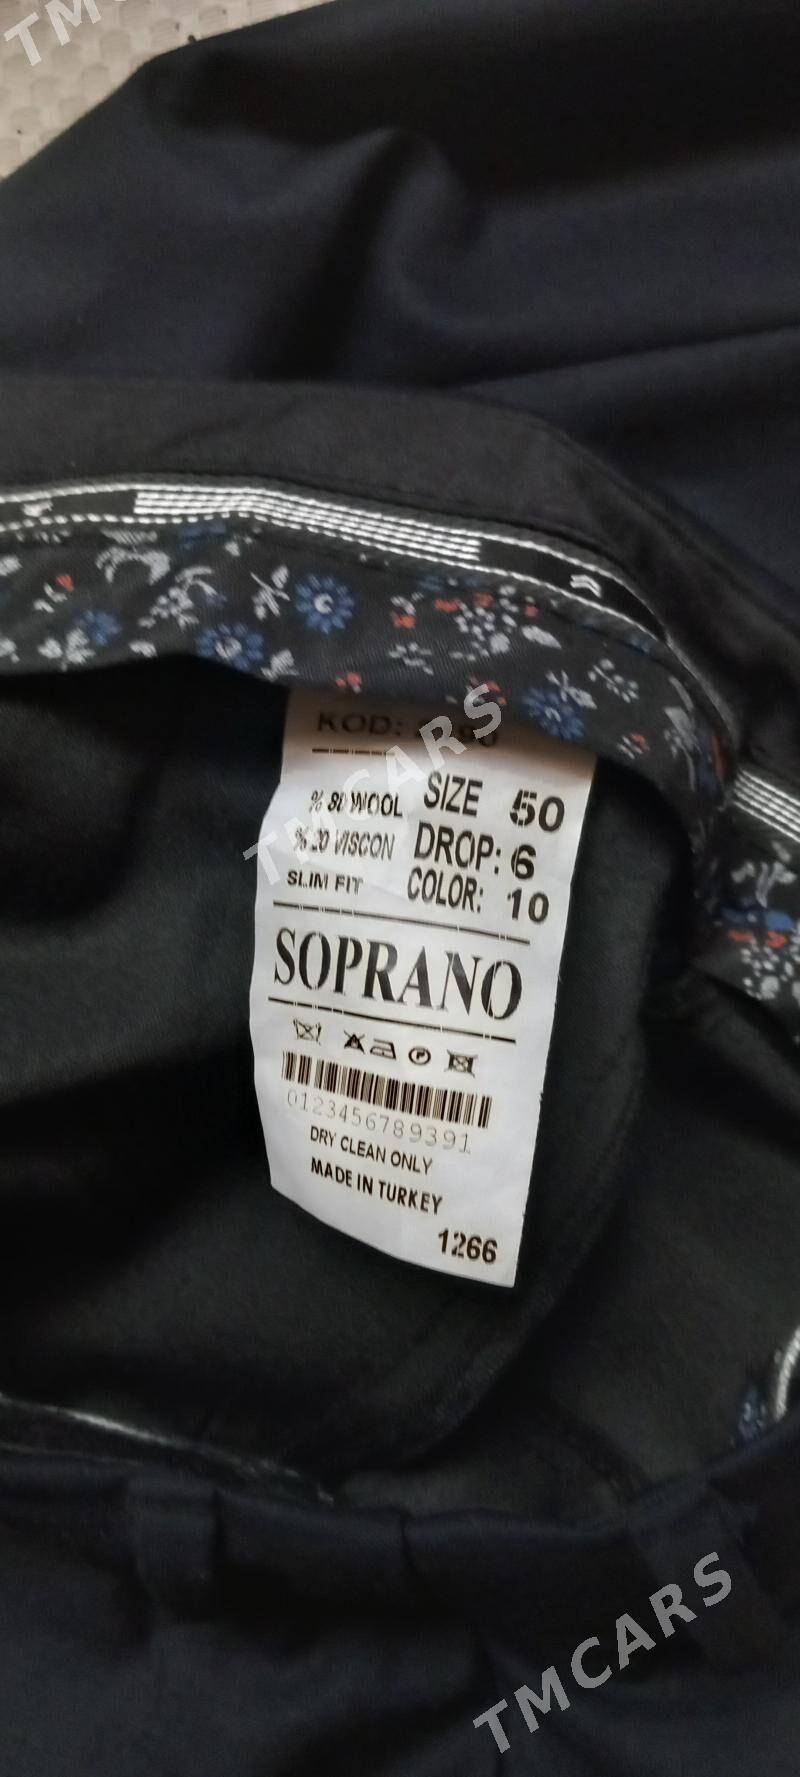 TMCARS
KOD:
% 80 WOOL SIZE 50
% 20 VISCON DROP: 6
SLIM FIT COLOR: 10
TMCARS
SOPRANO
0123456789391
DRY CLEAN ONLY
MADE IN TURKEY
1266
TMCARS